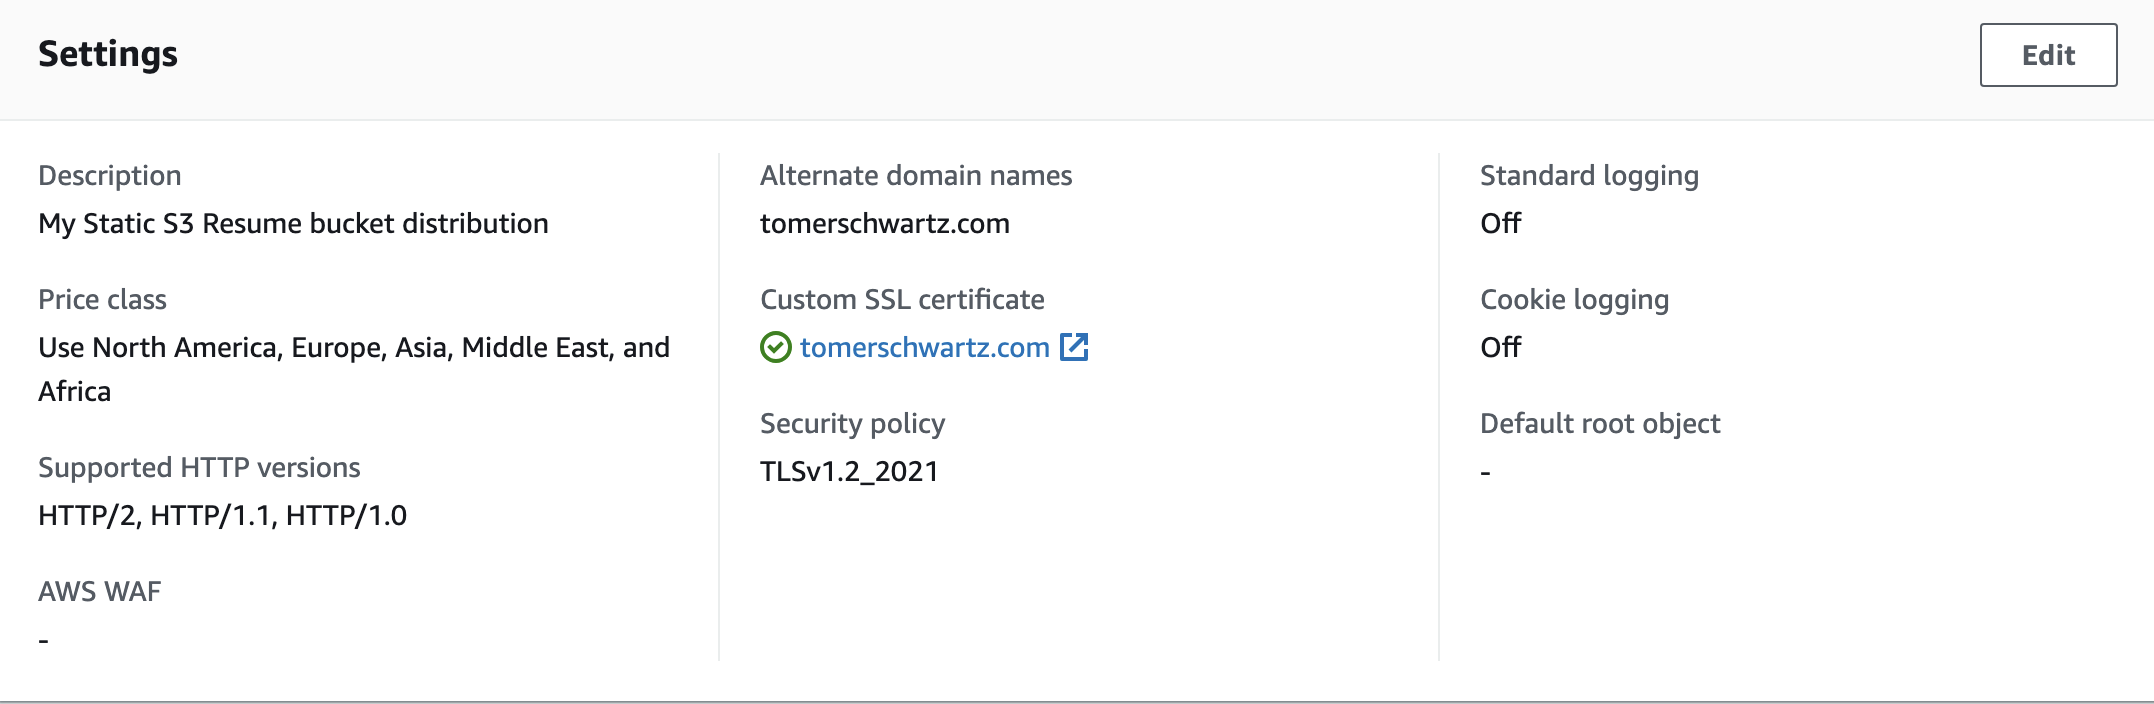 Settings
Edit
Description
My Static S3 Resume bucket distribution
Price class
Use North America, Europe, Asia, Middle East, and
Africa
Supported HTTP versions
HTTP/2, HTTP/1.1, HTTP/1.0
AWS WAF
-
Alternate domain names
tomerschwartz.com
Custom SSL certificate
tomerschwartz.com
Security policy
TLSv1.2_2021
Standard logging
Off
Cookie logging
Off
Default root object
-